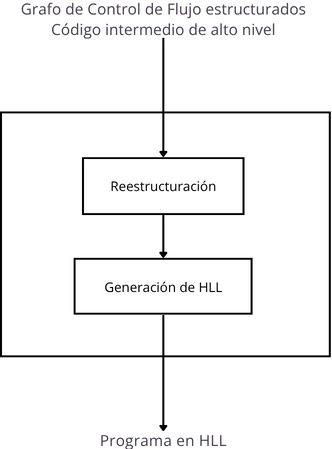 Grafo de Control de Flujo estructurados
Código intermedio de alto nivel
Reestructuración
Generación de HLL
Programa en HLL